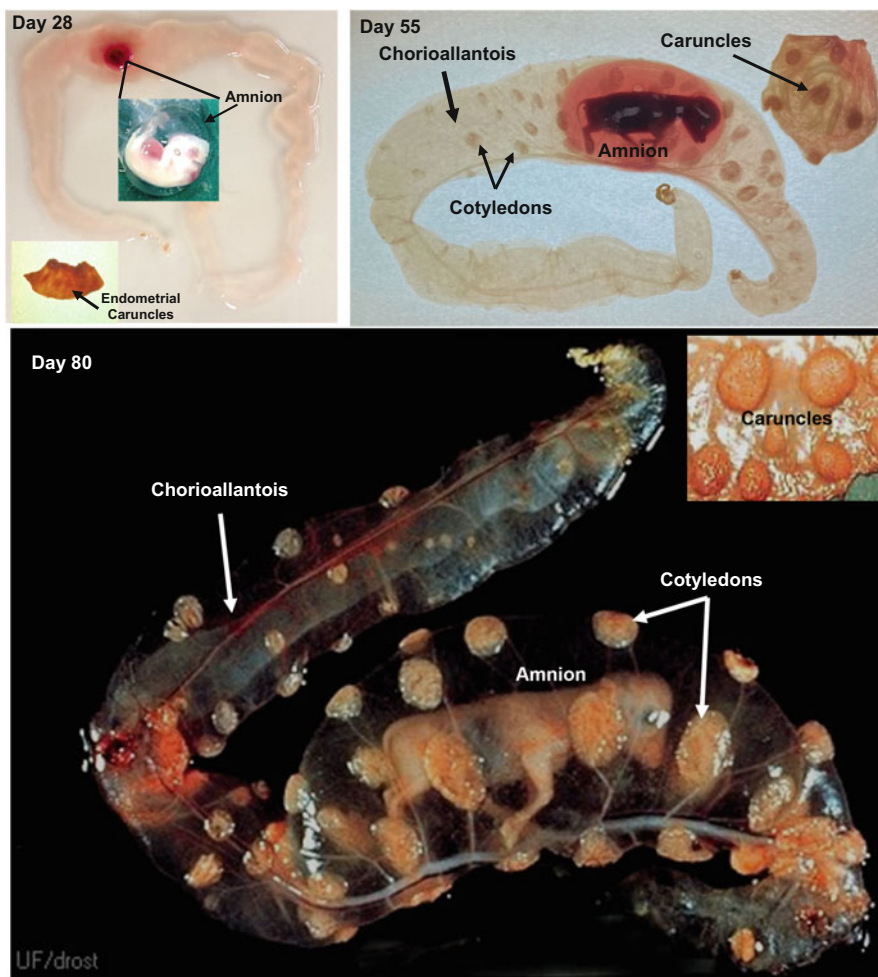 Day 28
Amnion
Endometrial
Caruncles
Day 55
Chorioallantois
Caruncles
Amnion
Cotyledons
Day 80
Caruncles
Chorioallantois
Cotyledons
Amnion
UF/drost